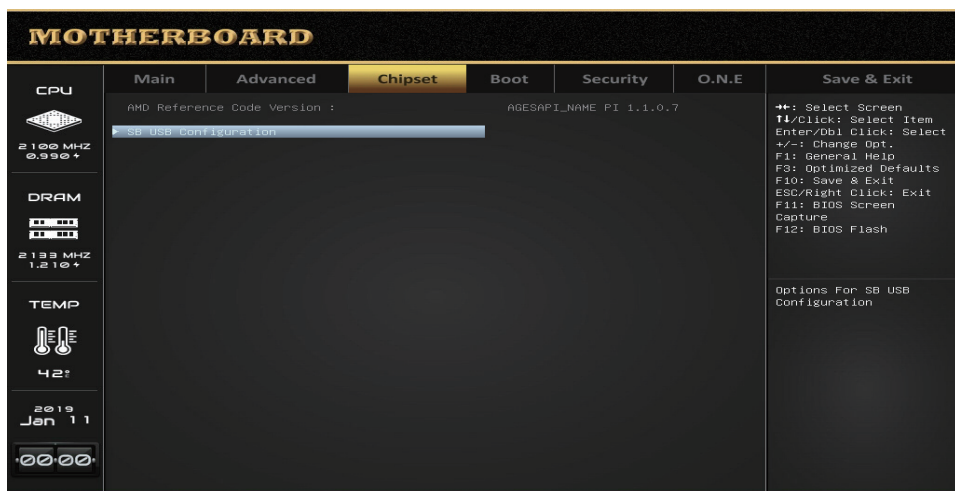 MOTHERBOARD
Main Advanced Chipset Boot Security O.N.E Save & Exit
CPU
2100 MHZ
0.990
DRAM
2133 MHZ
1.210
TEMP
42°
2019
Jan 11
00:00
AMD Reference Code Version : AGESAPI_NAME PI 1.1.0.7
SB USB Configuration
→←: Select Screen
↑↓/Click: Select Item
Enter/Dbl Click: Select
+/-: Change Opt.
F1: General Help
F3: Optimized Defaults
F10: Save & Exit
ESC/Right Click: Exit
F11: BIOS Screen
Capture
F12: BIOS Flash
Options For SB USB
Configuration